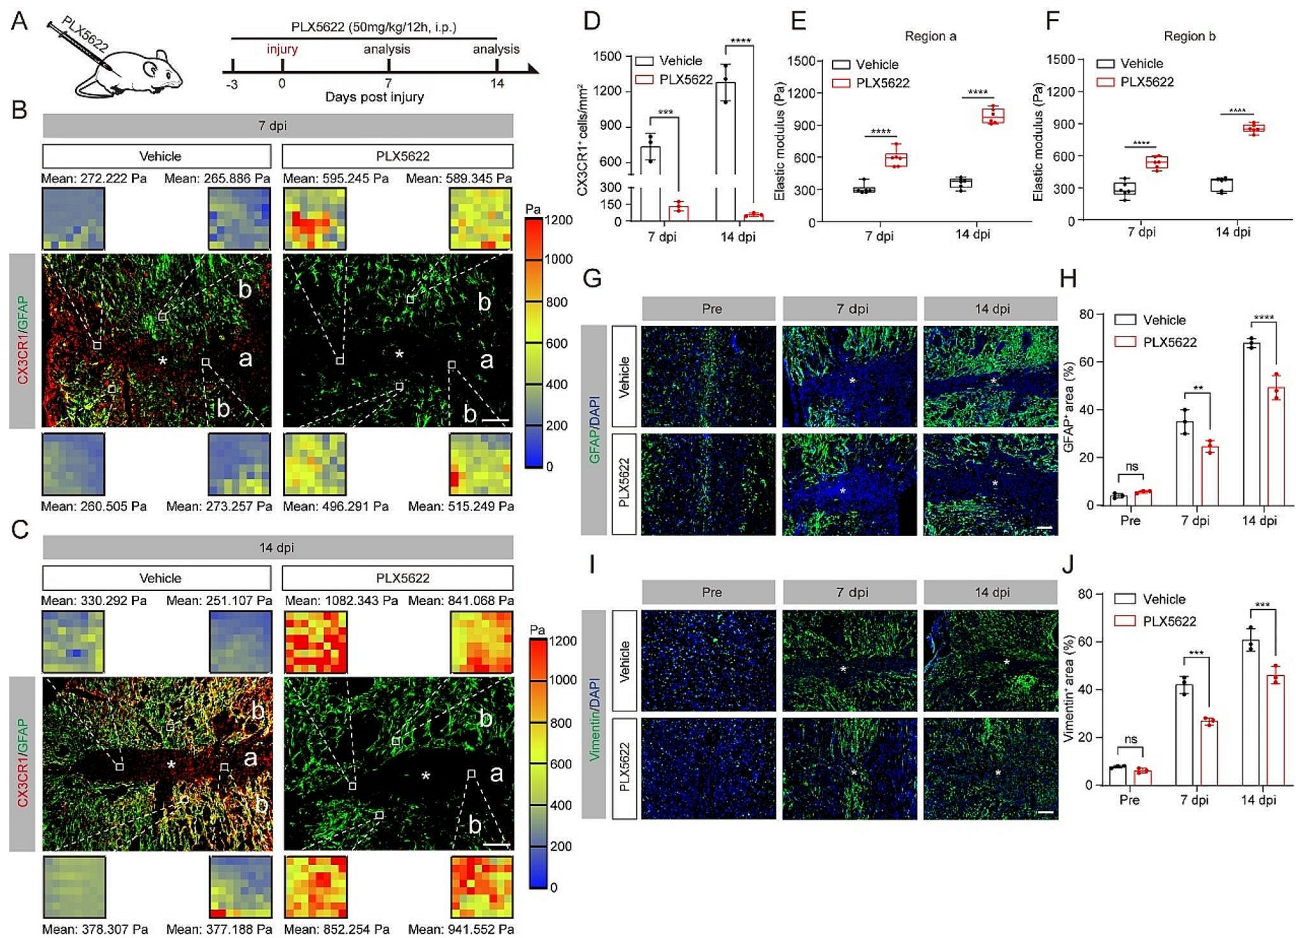 A
PLX5622
PLX5622 (50mg/kg/12h, i.p.)
injury
analysis
analysis
-3
0
7
14
Days post injury
B
7 dpi
Vehicle
PLX5622
Mean: 272.222 Pa
Mean: 265.886 Pa
Mean: 595.245 Pa
Mean: 589.345 Pa
CX3CR1/GFAP
b
*
a
b
b
*
a
b
Mean: 260.505 Pa
Mean: 273.257 Pa
Mean: 496.291 Pa
Mean: 515.249 Pa
Pa
1200
1000
800
600
400
200
0
C
14 dpi
Vehicle
PLX5622
Mean: 330.292 Pa
Mean: 251.107 Pa
Mean: 1082.343 Pa
Mean: 841.068 Pa
CX3CR1/GFAP
b
*
a
b
b
*
a
b
Mean: 378.307 Pa
Mean: 377.188 Pa
Mean: 852.254 Pa
Mean: 941.552 Pa
Pa
1200
1000
800
600
400
200
0
D
CX3CR1⁺ cells/mm²
1500
1200
900
600
300
150
0
Vehicle
PLX5622
***
****
7 dpi
14 dpi
E
Region a
Elastic modulus (Pa)
1500
1200
900
600
300
0
Vehicle
PLX5622
****
****
7 dpi
14 dpi
F
Region b
Elastic modulus (Pa)
1500
1200
900
600
300
0
Vehicle
PLX5622
****
****
7 dpi
14 dpi
G
Pre
7 dpi
14 dpi
GFAP/DAPI
Vehicle
*
*
PLX5622
*
*
H
GFAP⁺ area (%)
80
60
40
20
0
Vehicle
PLX5622
ns
**
****
Pre
7 dpi
14 dpi
I
Pre
7 dpi
14 dpi
Vimentin/DAPI
Vehicle
*
*
PLX5622
*
*
J
Vimentin⁺ area (%)
80
60
40
20
0
Vehicle
PLX5622
ns
***
***
Pre
7 dpi
14 dpi